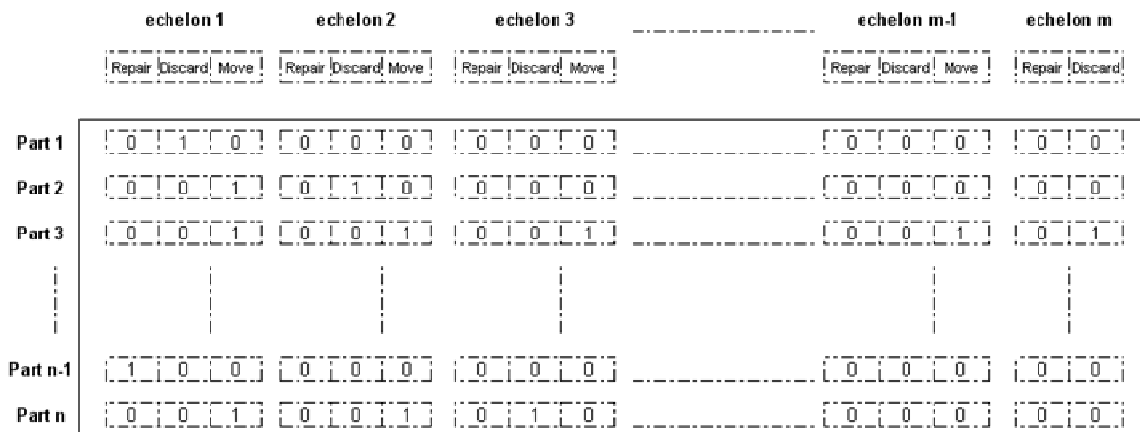 echelon 1 echelon 2 echelon 3 echelon m-1 echelon m
Repair Discard Move Repair Discard Move Repair Discard Move Repair Discard Move Repair Discard
Part 1 0 1 0 0 0 0 0 0 0 0 0 0 0 0
Part 2 0 0 1 0 1 0 0 0 0 0 0 0 0 0
Part 3 0 0 1 0 0 1 0 0 1 0 0 1 0 1
Part n-1 1 0 0 0 0 0 0 0 0 0 0 0 0 0
Part n 0 0 1 0 0 1 0 1 0 0 0 0 0 0